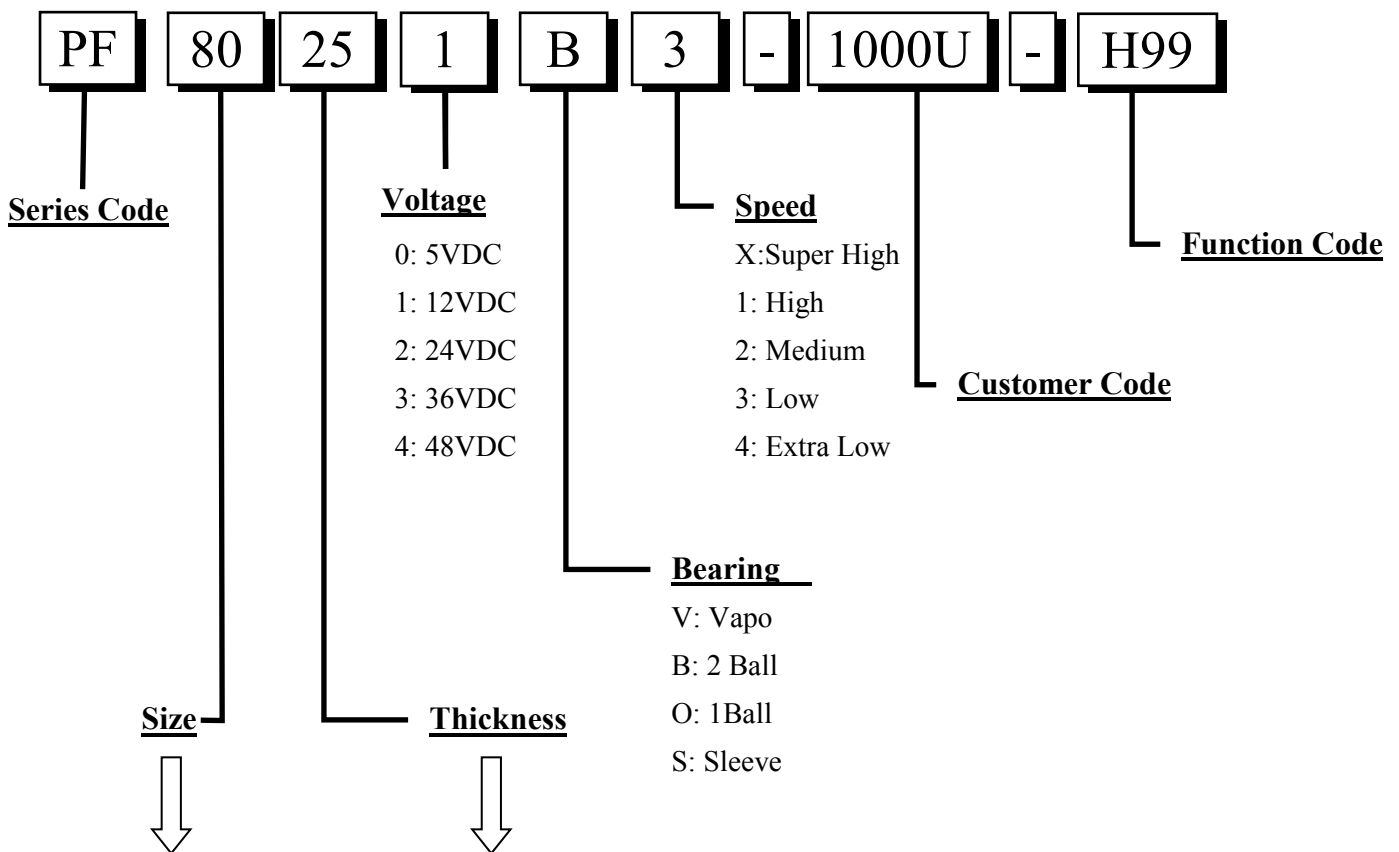 PF 80 25 1 B 3 - 1000U - H99
Series Code
Voltage
0: 5VDC
1: 12VDC
2: 24VDC
3: 36VDC
4: 48VDC
Speed
X:Super High
1: High
2: Medium
3: Low
4: Extra Low
Function Code
Customer Code
Bearing
V: Vapo
B: 2 Ball
O: 1Ball
S: Sleeve
Size
Thickness